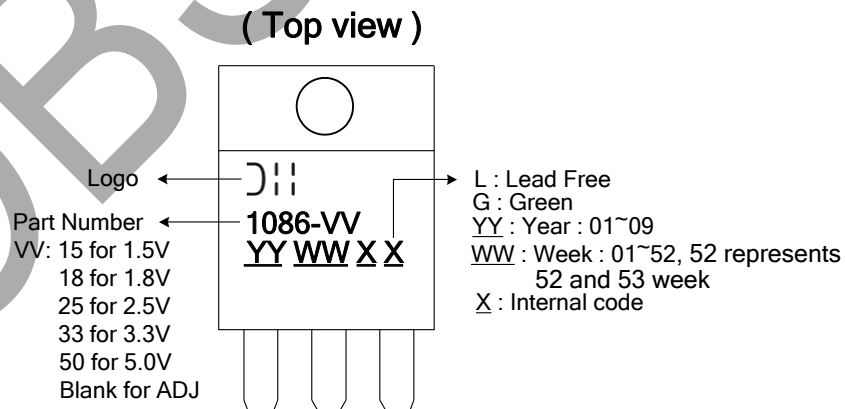 ( Top view )
Logo
1086-VV
YY WW X X
Part Number
VV: 15 for 1.5V
18 for 1.8V
25 for 2.5V
33 for 3.3V
50 for 5.0V
Blank for ADJ
L : Lead Free
G : Green
YY : Year : 01~09
WW : Week : 01~52, 52 represents
52 and 53 week
X : Internal code